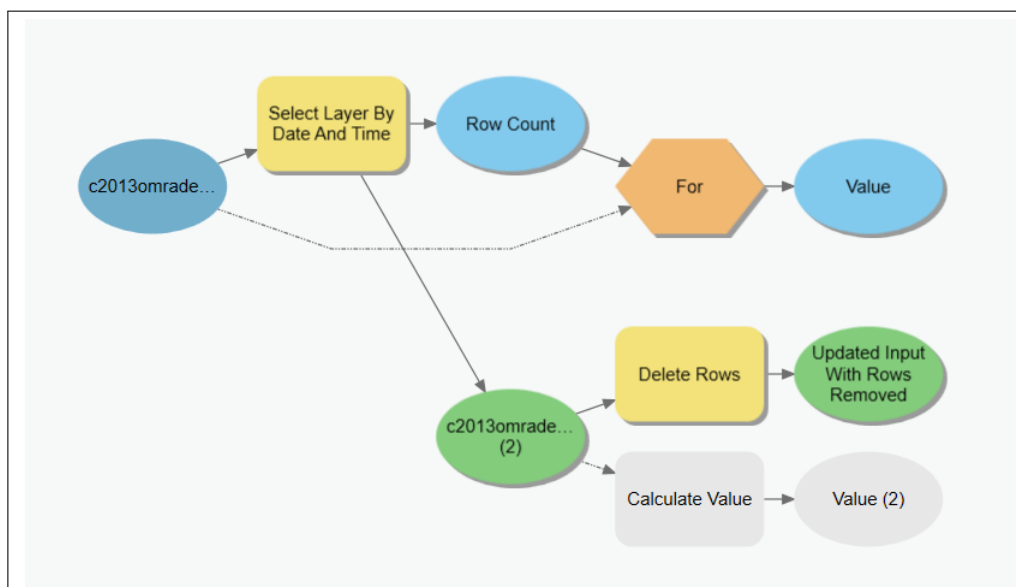 Select Layer By
Date And Time
Row Count
c2013omrade...
For
Value
Delete Rows
Updated Input
With Rows
Removed
c2013omrade...
(2)
Calculate Value
Value (2)